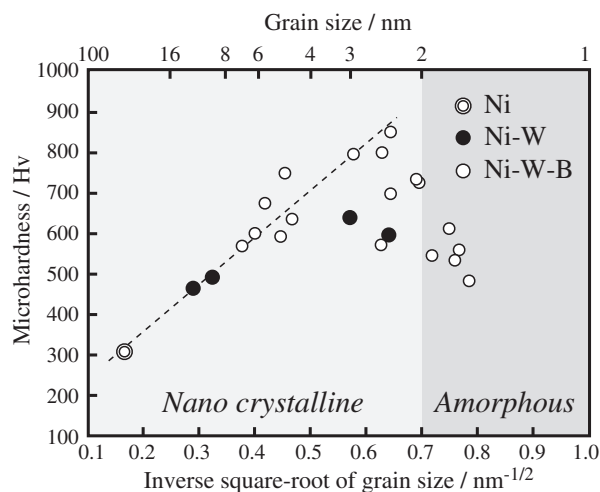 Grain size / nm
100 16 8 6 4 3 2 1
1000
900
800
700
600
500
400
300
200
100
Microhardness / Hv
Ni
Ni-W
Ni-W-B
Nano crystalline
Amorphous
0.1 0.2 0.3 0.4 0.5 0.6 0.7 0.8 0.9 1.0
Inverse square-root of grain size / nm-1/2